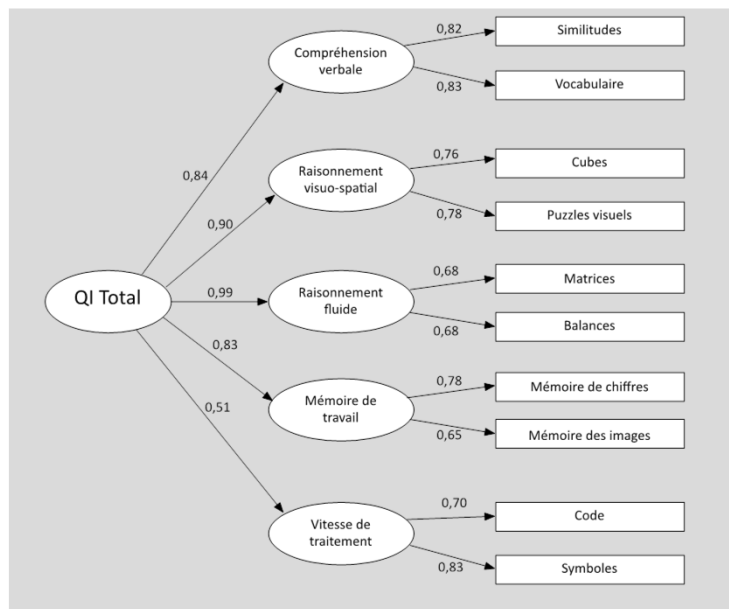 0,82
Similitudes
Compréhension
verbale
0,83
Vocabulaire
0,84
0,76
Cubes
Raisonnement
visuo-spatial
0,78
Puzzles visuels
0,90
QI Total
0,99
Raisonnement
fluide
0,68
Matrices
0,68
Balances
0,83
Mémoire de
travail
0,78
Mémoire de chiffres
0,65
Mémoire des images
0,51
Vitesse de
traitement
0,70
Code
0,83
Symboles